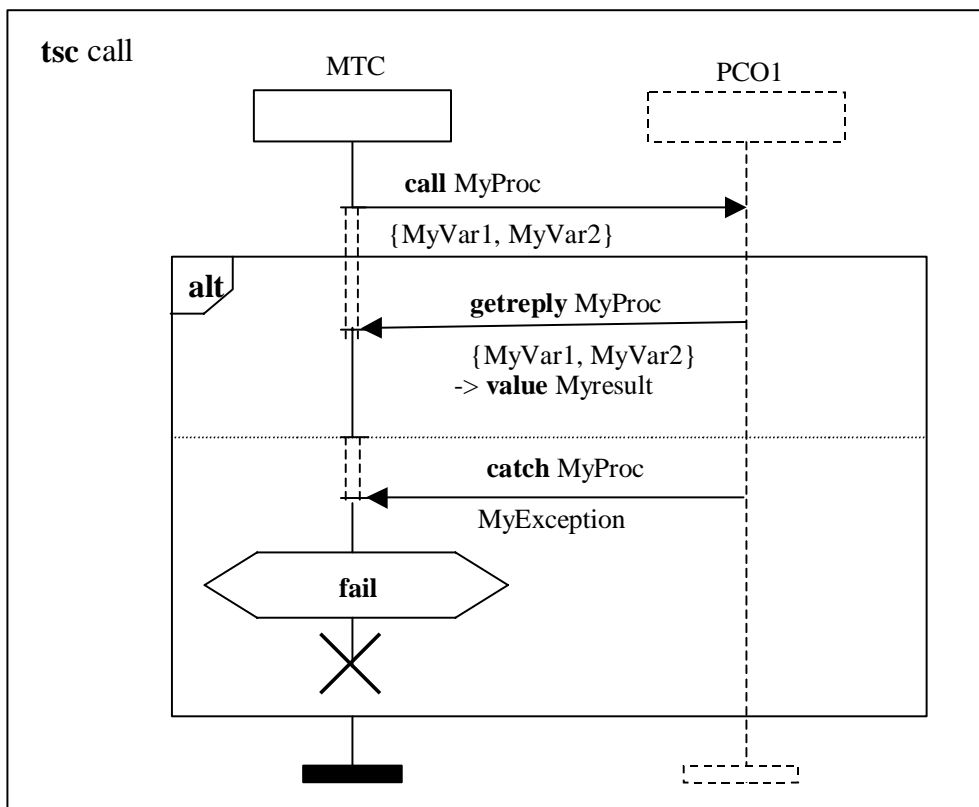 tsc call
MTC
PCO1
call MyProc
{MyVar1, MyVar2}
alt
getreply MyProc
{MyVar1, MyVar2}
-> value Myresult
catch MyProc
MyException
fail